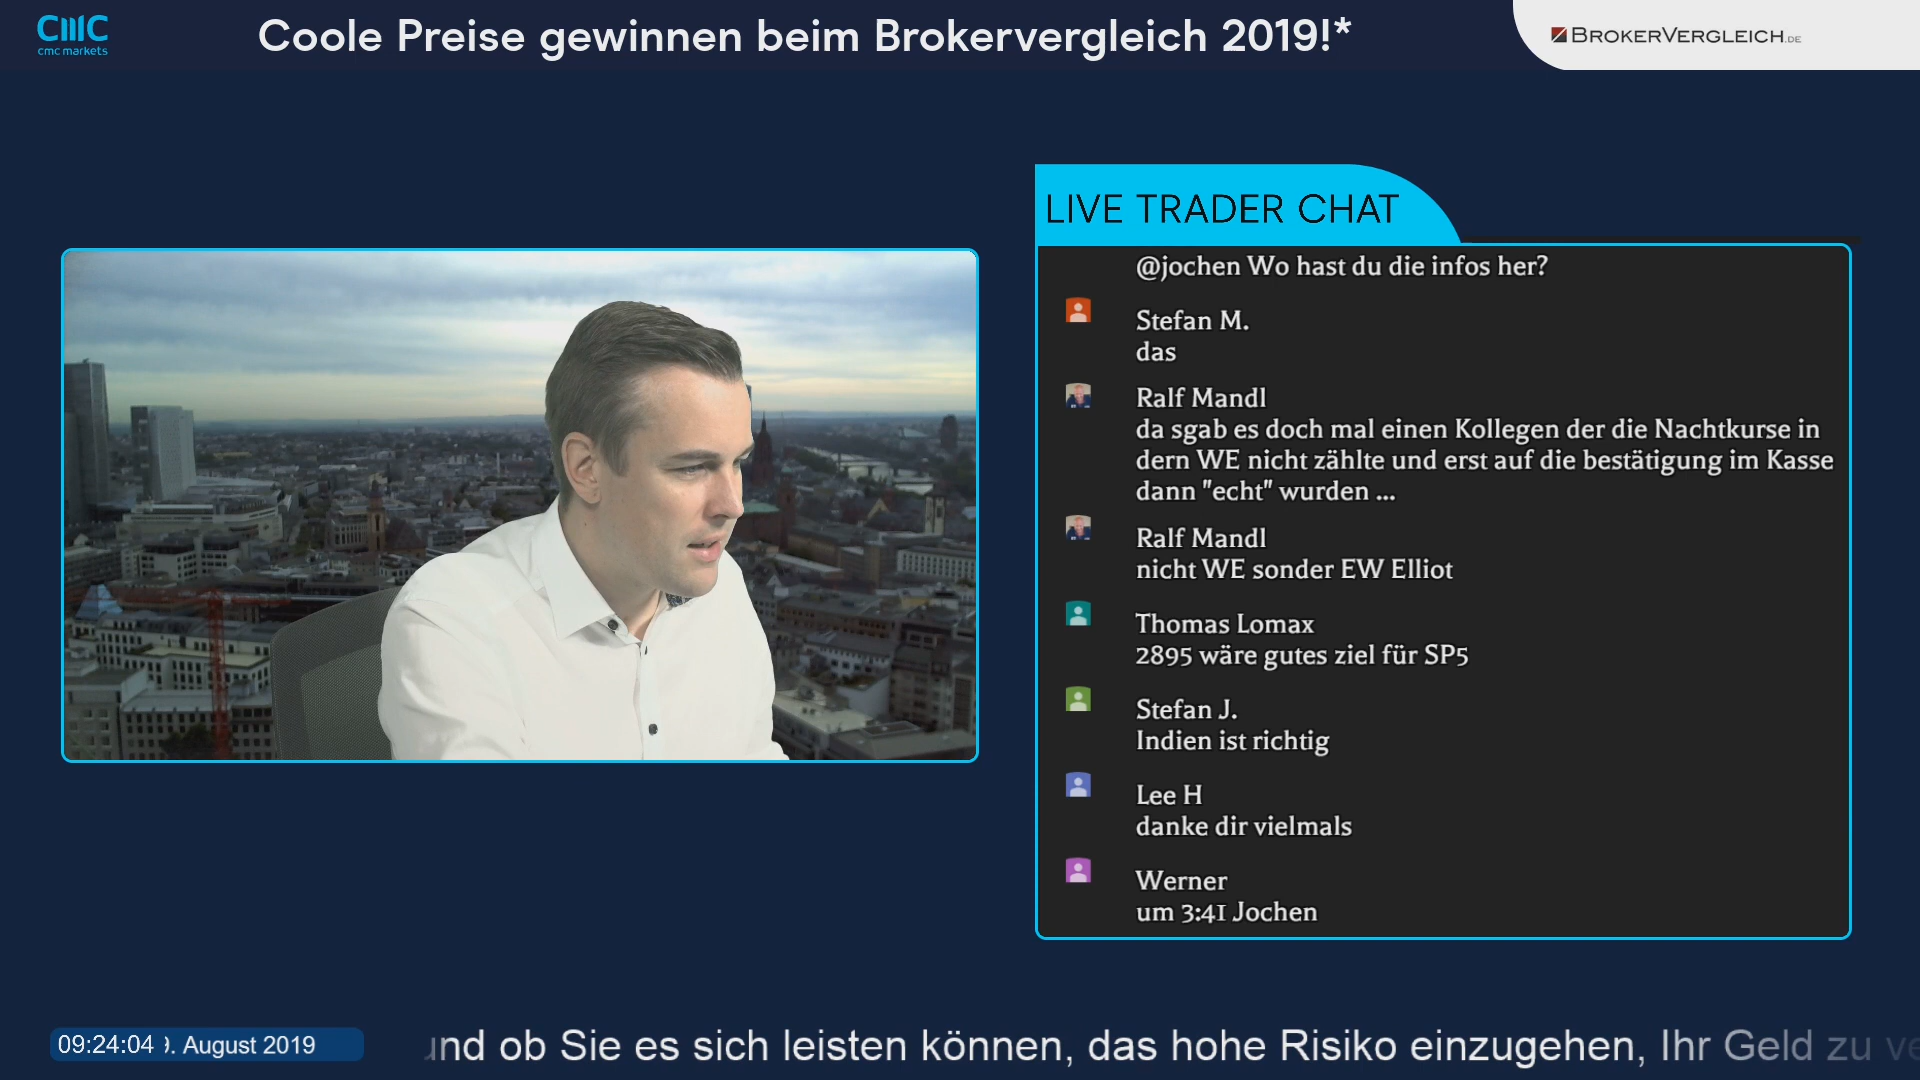 CMC
cmc markets
Coole Preise gewinnen beim Brokervergleich 2019!*
BROKERVERGLEICH.DE
LIVE TRADER CHAT
@jochen Wo hast du die infos her?
Stefan M.
das
Ralf Mandl
da sgab es doch mal einen Kollegen der die Nachtkurse in
dern WE nicht zählte und erst auf die bestätigung im Kasse
dann "echt" wurden ...
Ralf Mandl
nicht WE sonder EW Elliot
Thomas Lomax
2895 wäre gutes ziel für SP5
Stefan J.
Indien ist richtig
Lee H
danke dir vielmals
Werner
um 3:41 Jochen
09:24:04 9. August 2019
und ob Sie es sich leisten können, das hohe Risiko einzugehen, Ihr Geld zu